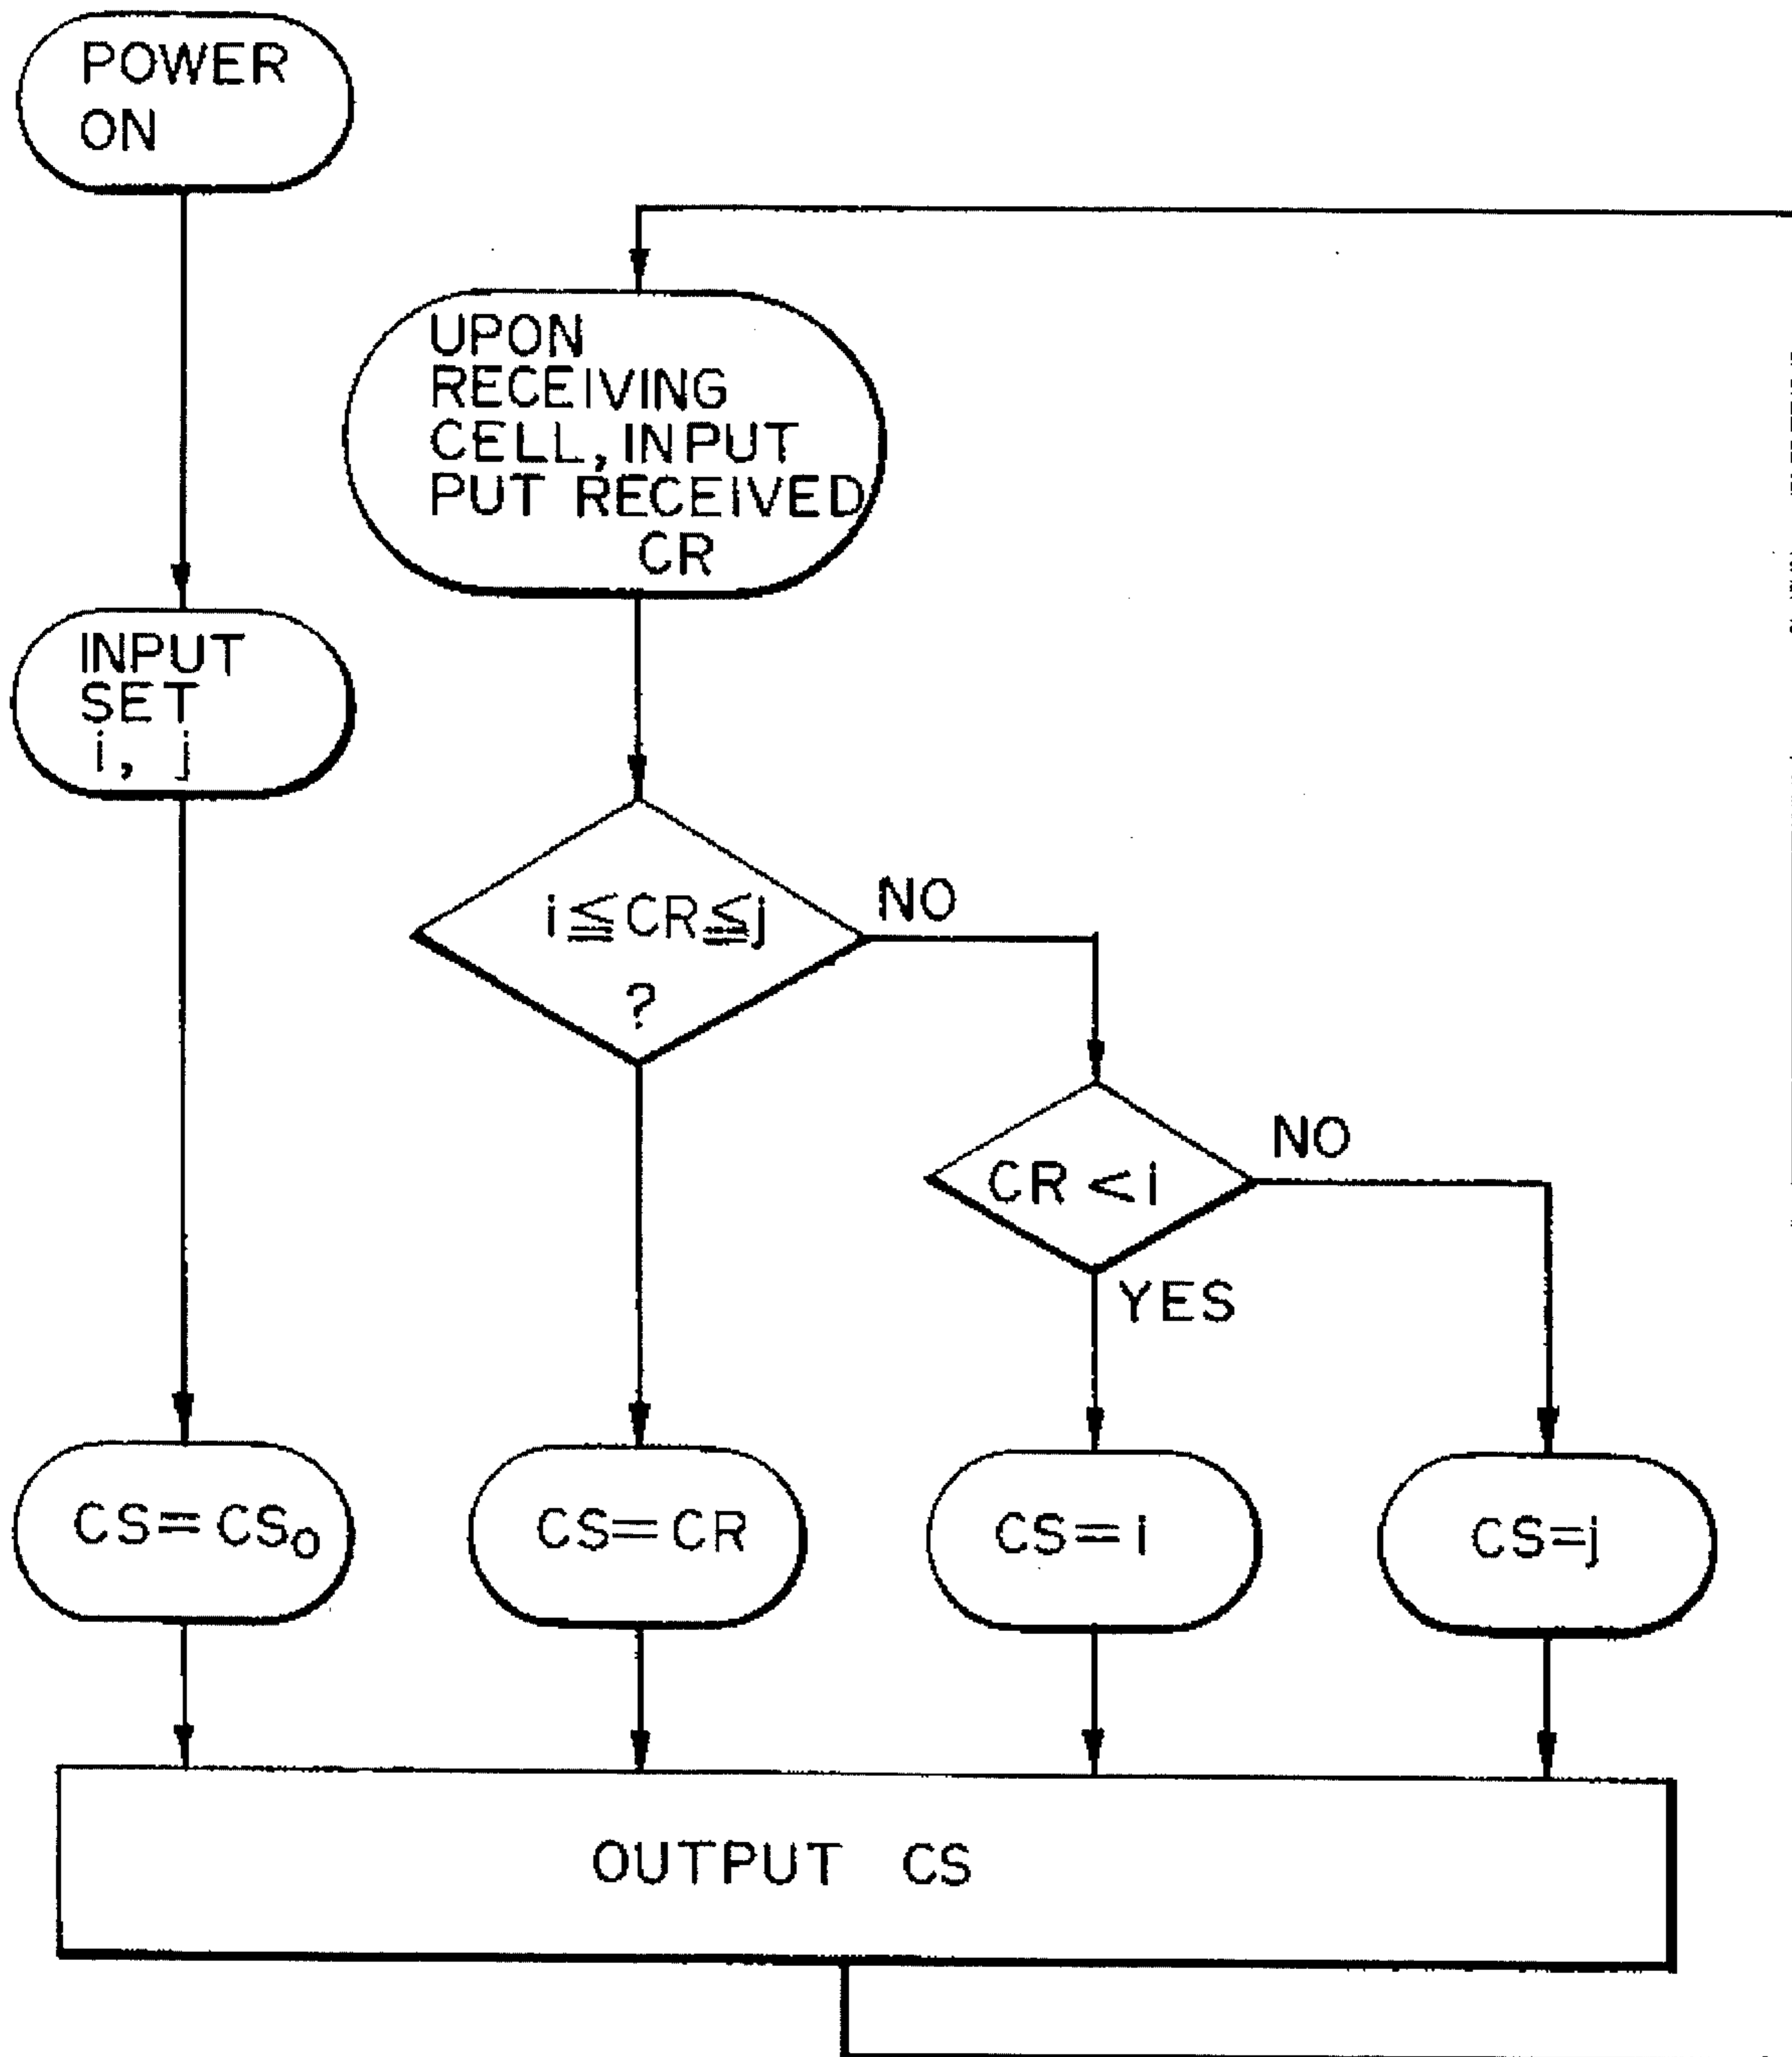 POWER
ON
UPON
RECEIVING
CELL, INPUT
PUT RECEIVED
CR
INPUT
SET
i, j
i≦CR≦j
?
NO
CR<i
NO
YES
CS=CS₀
CS=CR
CS=i
CS=j
OUTPUT CS